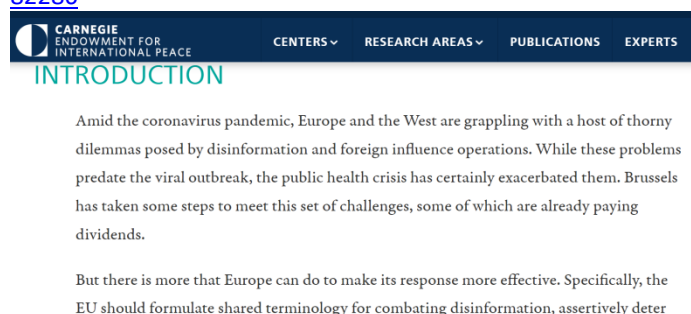 CARNEGIE
ENDOWMENT FOR
INTERNATIONAL PEACE
CENTERS
RESEARCH AREAS
PUBLICATIONS
EXPERTS
INTRODUCTION
Amid the coronavirus pandemic, Europe and the West are grappling with a host of thorny
dilemmas posed by disinformation and foreign influence operations. While these problems
predate the viral outbreak, the public health crisis has certainly exacerbated them. Brussels
has taken some steps to meet this set of challenges, some of which are already paying
dividends.
But there is more that Europe can do to make its response more effective. Specifically, the
EU should formulate shared terminology for combating disinformation, assertively deter